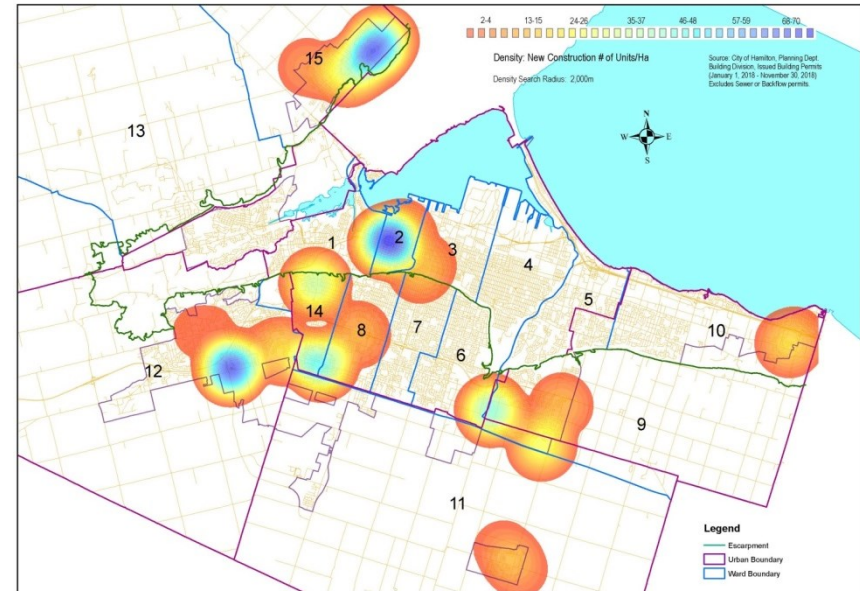 2-4 13-15 24-26 35-37 46-48 57-59 68-70
Density: New Construction # of Units/Ha
Density Search Radius: 2,000m
Source: City of Hamilton, Planning Dept.
Building Division, Issued Building Permits
(January 1, 2018 - November 30, 2018)
Excludes Sewer or Backflow permits.
N
W E
S
15
13
1
2
3
4
5
14
8
7
6
10
12
9
11
Legend
Escarpment
Urban Boundary
Ward Boundary